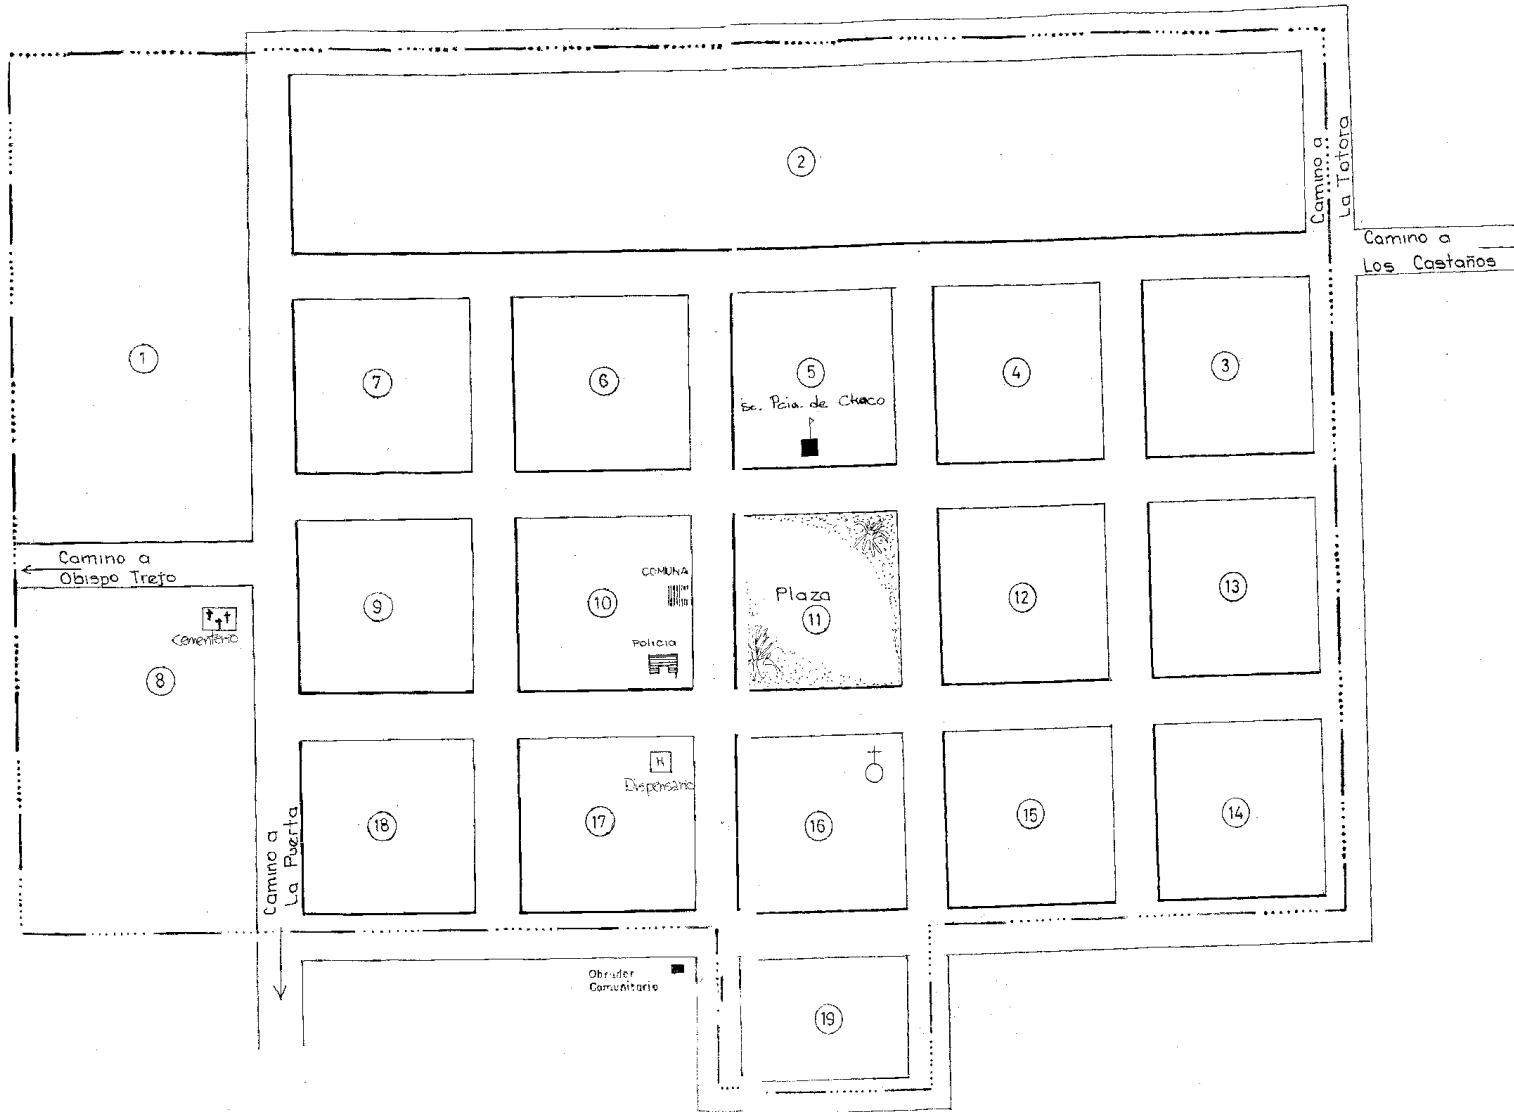 2
Camino a
La Totora
Camino a
Los Castaños
1
7
6
5
Esc. Pcia. de Chaco
4
3
Camino a
Obispo Trejo
Cementerio
8
9
COMUNA
10
Policia
Plaza
11
12
13
Camino a
La Puerta
18
H
Dispensario
17
16
15
14
Obrador
Comunitario
19